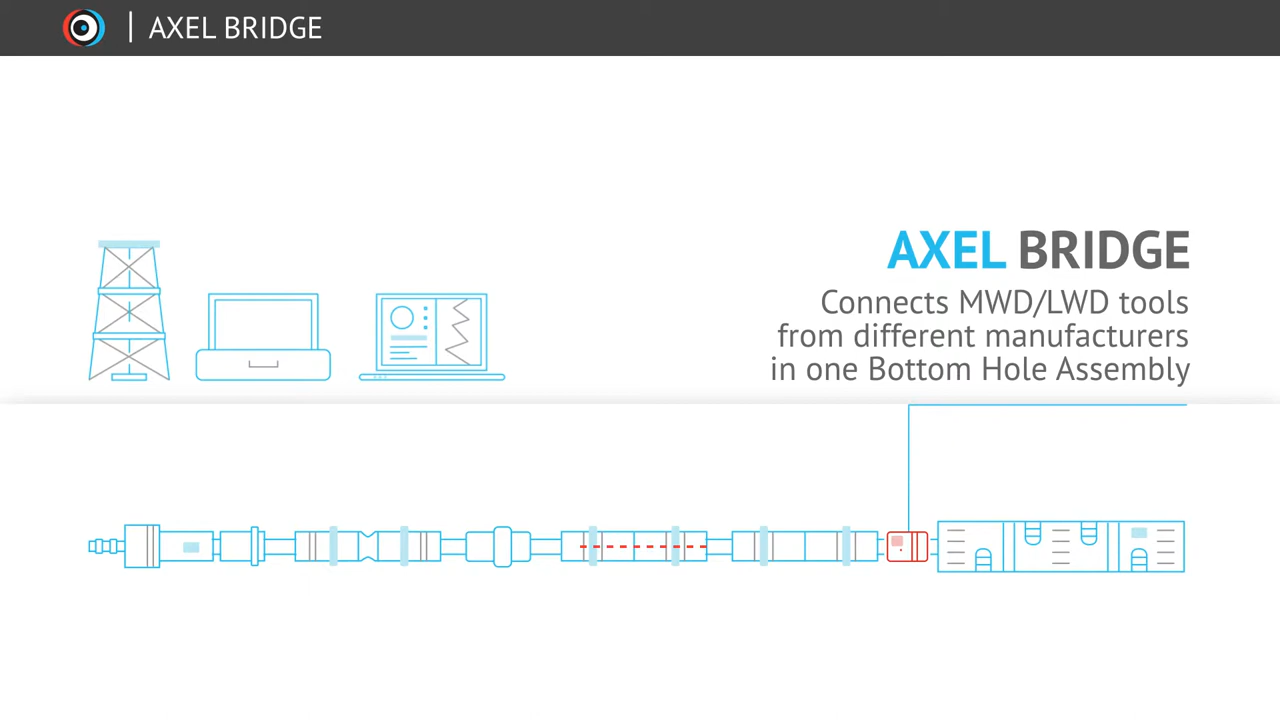 AXEL BRIDGE
AXEL BRIDGE
Connects MWD/LWD tools
from different manufacturers
in one Bottom Hole Assembly